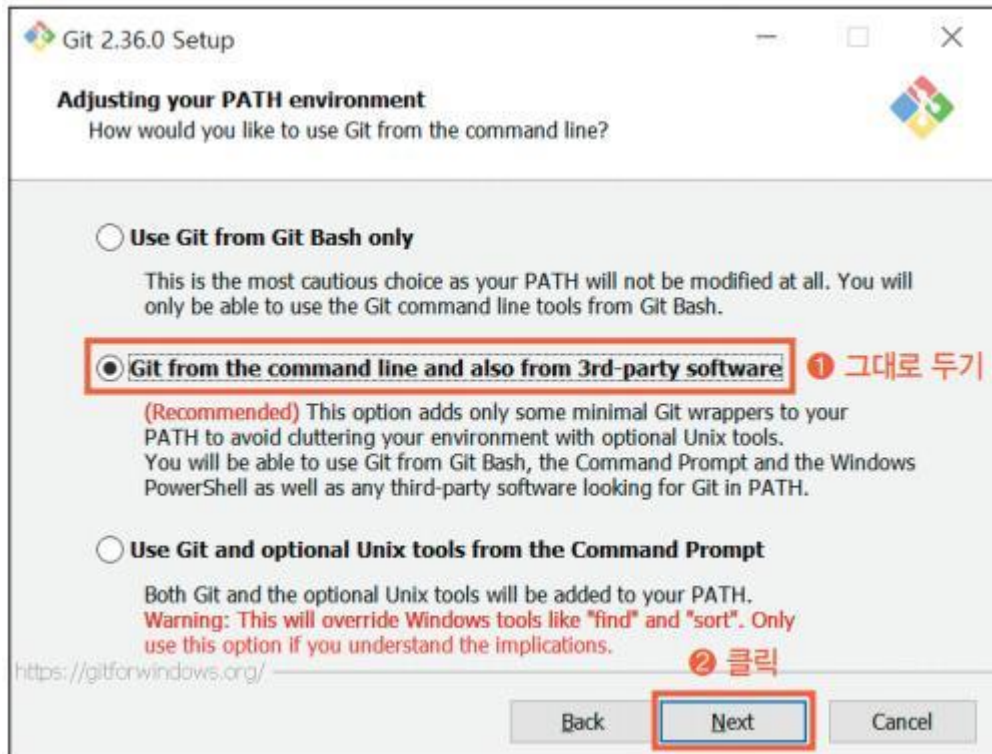 Git 2.36.0 Setup
Adjusting your PATH environment
How would you like to use Git from the command line?
Use Git from Git Bash only
This is the most cautious choice as your PATH will not be modified at all. You will
only be able to use the Git command line tools from Git Bash.
Git from the command line and also from 3rd-party software
❶ 그대로 두기
(Recommended) This option adds only some minimal Git wrappers to your
PATH to avoid cluttering your environment with optional Unix tools.
You will be able to use Git from Git Bash, the Command Prompt and the Windows
PowerShell as well as any third-party software looking for Git in PATH.
Use Git and optional Unix tools from the Command Prompt
Both Git and the optional Unix tools will be added to your PATH.
Warning: This will override Windows tools like "find" and "sort". Only
use this option if you understand the implications.
https://gitforwindows.org/
❷ 클릭
Back
Next
Cancel